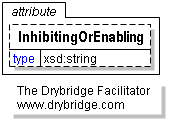 attribute
InhibitingOrEnabling
type xsd:string
The Drybridge Facilitator
www.drybridge.com